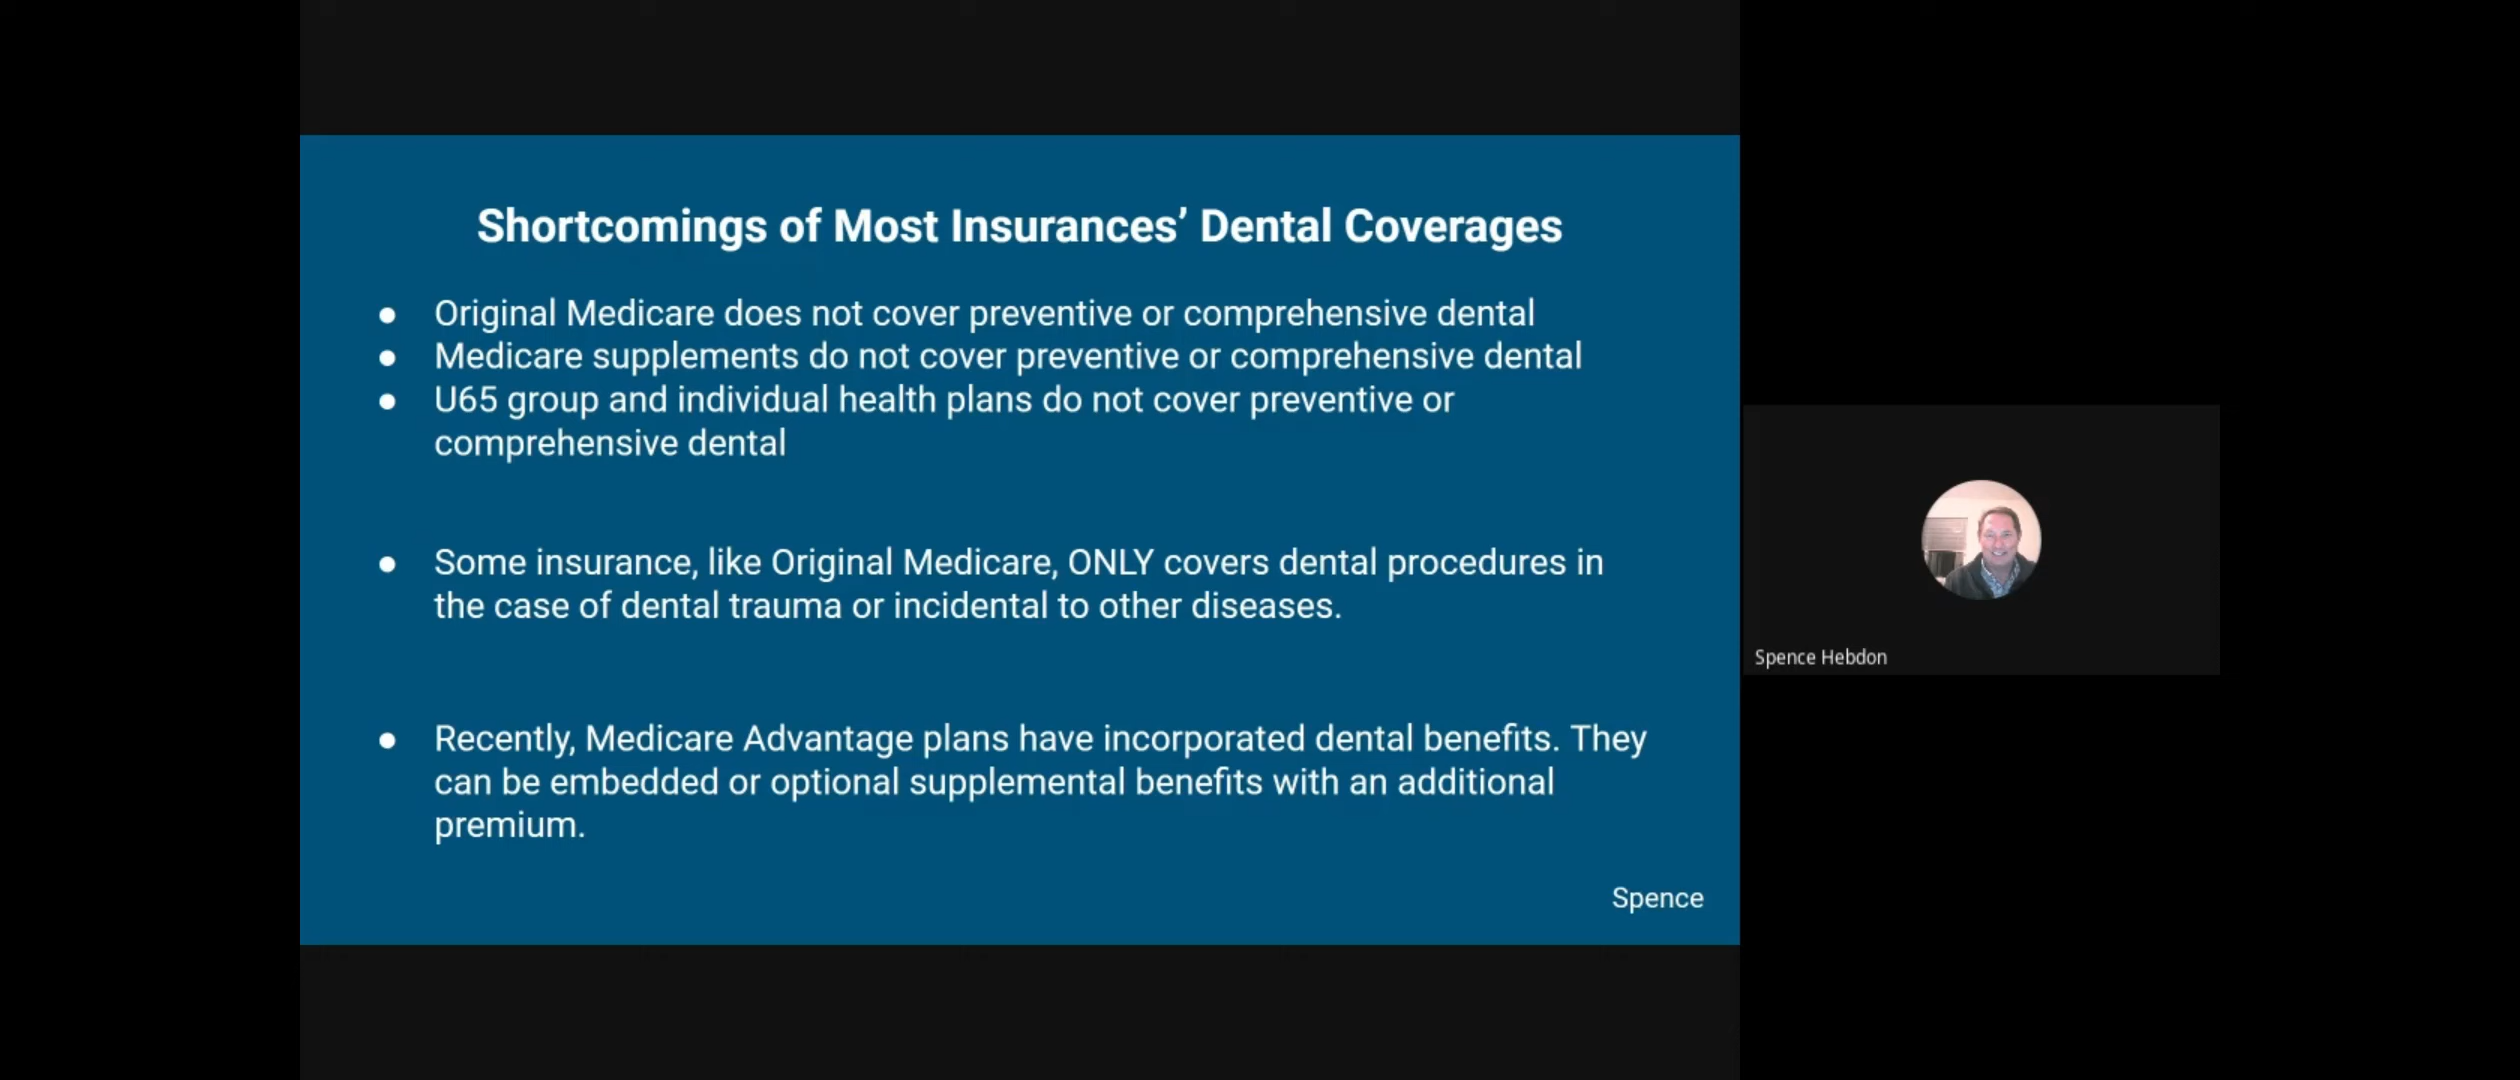 Shortcomings of Most Insurances’ Dental Coverages
● Original Medicare does not cover preventive or comprehensive dental
● Medicare supplements do not cover preventive or comprehensive dental
● U65 group and individual health plans do not cover preventive or
comprehensive dental
● Some insurance, like Original Medicare, ONLY covers dental procedures in
the case of dental trauma or incidental to other diseases.
● Recently, Medicare Advantage plans have incorporated dental benefits. They
can be embedded or optional supplemental benefits with an additional
premium.
Spence
Spence Hebdon